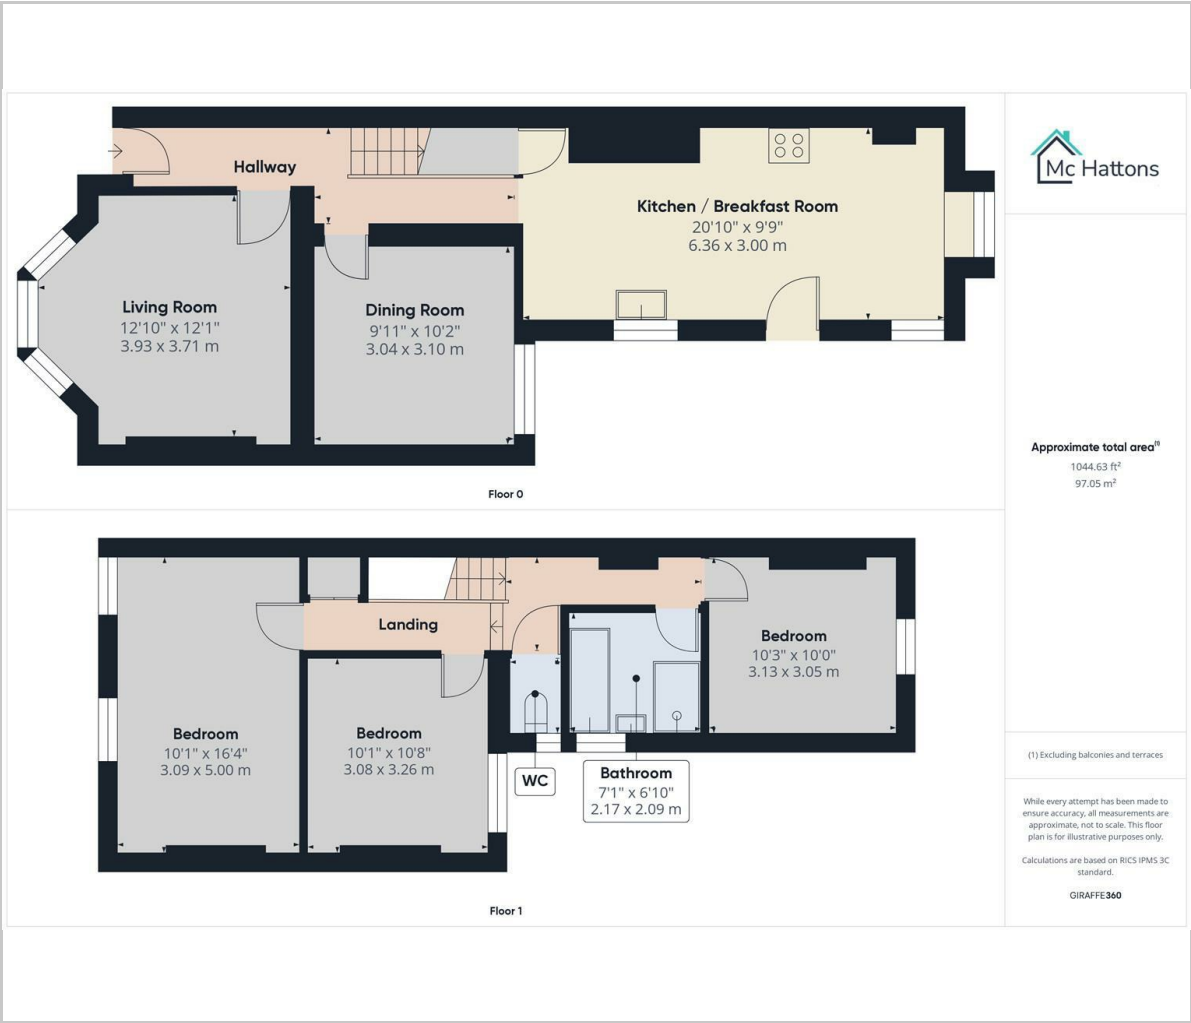 Hallway
Kitchen / Breakfast Room
20'10" x 9'9"
6.36 x 3.00 m
Living Room
12'10" x 12'1"
3.93 x 3.71 m
Dining Room
9'11" x 10'2"
3.04 x 3.10 m
Floor 0
Landing
Bedroom
10'1" x 16'4"
3.09 x 5.00 m
Bedroom
10'1" x 10'8"
3.08 x 3.26 m
WC
Bathroom
7'1" x 6'10"
2.17 x 2.09 m
Bedroom
10'3" x 10'0"
3.13 x 3.05 m
Floor 1
Mc Hattons
Approximate total area(1)
1044.63 ft²
97.05 m²
(1) Excluding balconies and terraces
While every attempt has been made to
ensure accuracy, all measurements are
approximate, not to scale. This floor
plan is for illustrative purposes only.
Calculations are based on RICS IPMS 3C
standard.
GIRAFFE360